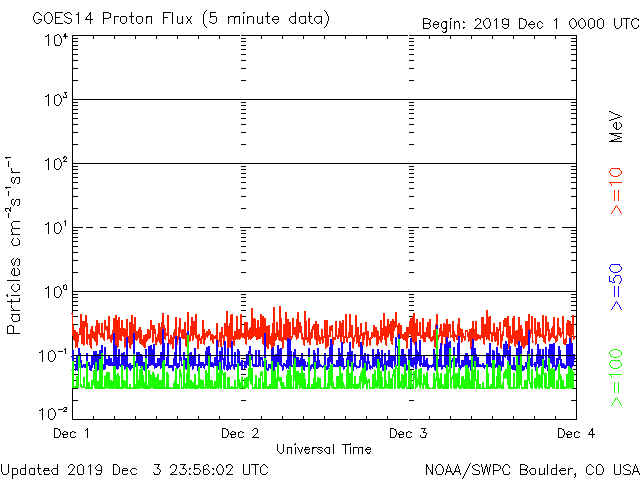 GOES14 Proton Flux (5 minute data)
Begin: 2019 Dec 1 0000 UTC
Particles cm⁻²s⁻¹sr⁻¹
10⁴
10³
10²
10¹
10⁰
10⁻¹
10⁻²
MeV
>=10
>=50
>=100
Dec 1
Dec 2
Dec 3
Dec 4
Universal Time
Updated 2019 Dec 3 23:56:02 UTC
NOAA/SWPC Boulder, CO USA